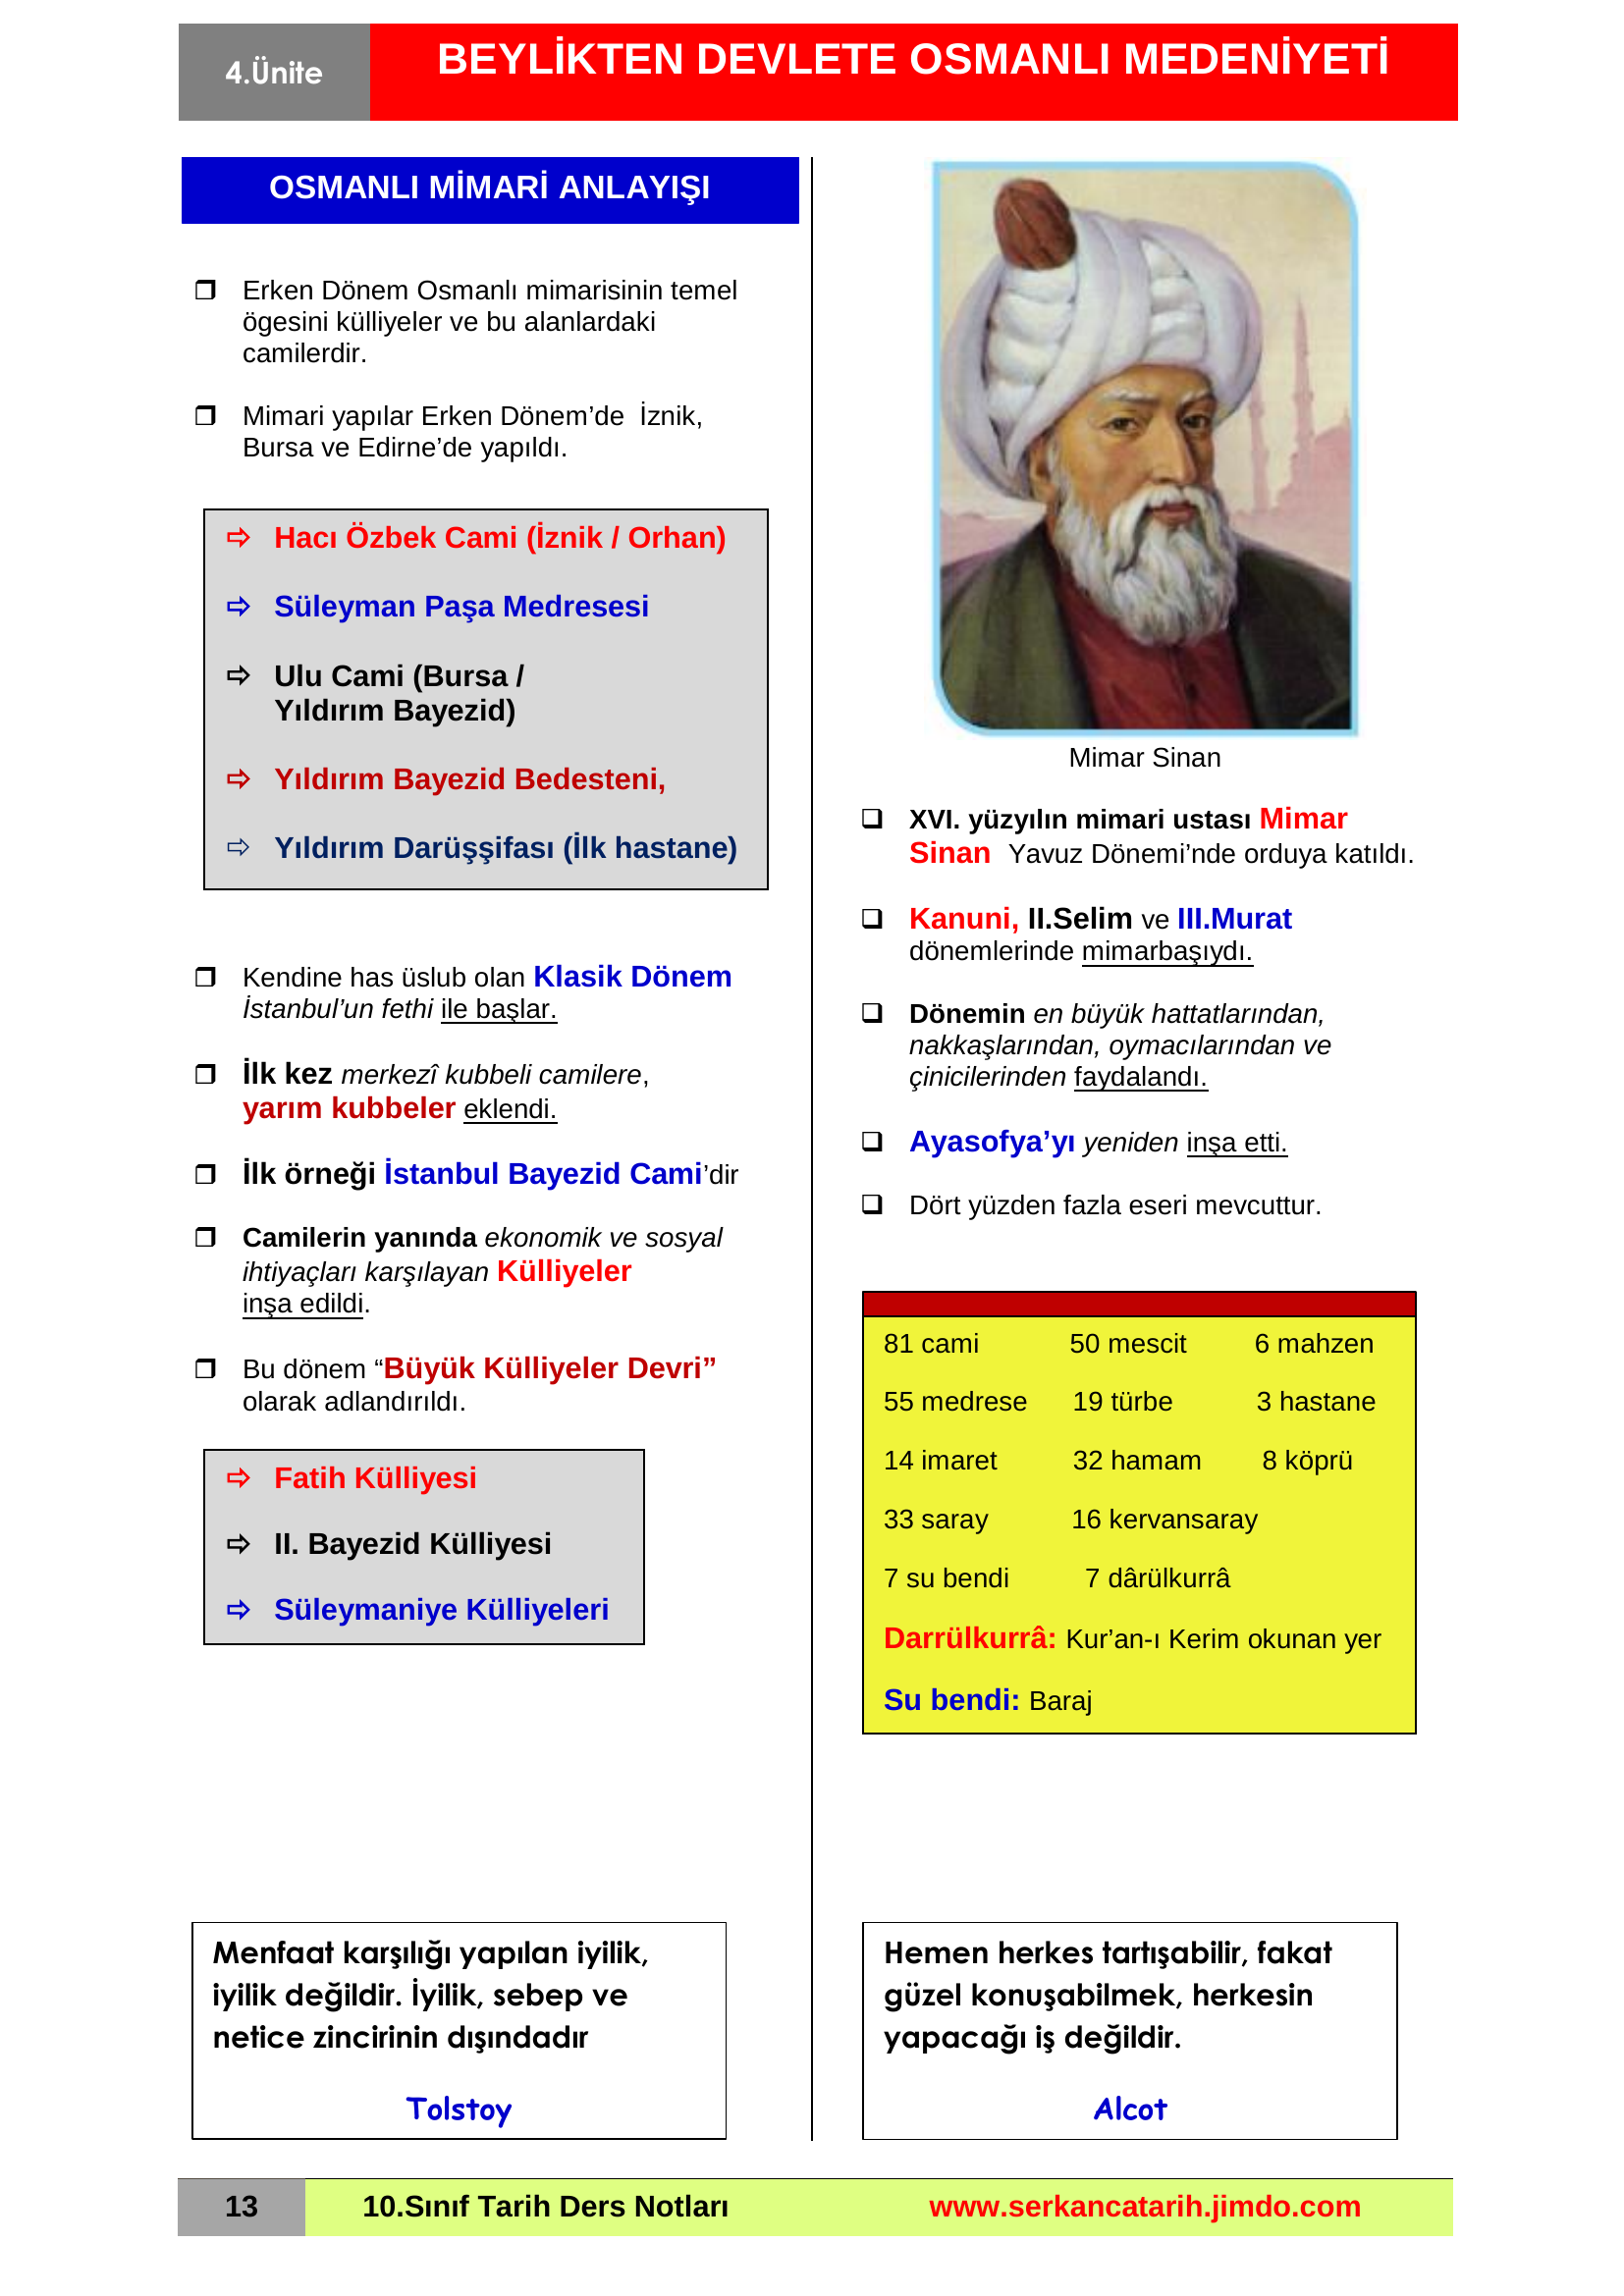 4.Ünite
BEYLİKTEN DEVLETE OSMANLI MEDENİYETİ
OSMANLI MİMARİ ANLAYIŞI
Erken Dönem Osmanlı mimarisinin temel
ögesini külliyeler ve bu alanlardaki
camilerdir.
Mimari yapılar Erken Dönem’de İznik,
Bursa ve Edirne’de yapıldı.
Hacı Özbek Cami (İznik / Orhan)
Süleyman Paşa Medresesi
Ulu Cami (Bursa /
Yıldırım Bayezid)
Yıldırım Bayezid Bedesteni,
Yıldırım Darüşşifası (İlk hastane)
Kendine has üslub olan Klasik Dönem
İstanbul’un fethi ile başlar.
İlk kez merkezî kubbeli camilere,
yarım kubbeler eklendi.
İlk örneği İstanbul Bayezid Cami’dir
Camilerin yanında ekonomik ve sosyal
ihtiyaçları karşılayan Külliyeler
inşa edildi.
Bu dönem “Büyük Külliyeler Devri”
olarak adlandırıldı.
Fatih Külliyesi
II. Bayezid Külliyesi
Süleymaniye Külliyeleri
Menfaat karşılığı yapılan iyilik,
iyilik değildir. İyilik, sebep ve
netice zincirinin dışındadır
Tolstoy
Mimar Sinan
XVI. yüzyılın mimari ustası Mimar
Sinan Yavuz Dönemi’nde orduya katıldı.
Kanuni, II.Selim ve III.Murat
dönemlerinde mimarbaşıydı.
Dönemin en büyük hattatlarından,
nakkaşlarından, oymacılarından ve
çinicilerinden faydalandı.
Ayasofya’yı yeniden inşa etti.
Dört yüzden fazla eseri mevcuttur.
81 cami 50 mescit 6 mahzen
55 medrese 19 türbe 3 hastane
14 imaret 32 hamam 8 köprü
33 saray 16 kervansaray
7 su bendi 7 dârülkurrâ
Darrülkurrâ: Kur’an-ı Kerim okunan yer
Su bendi: Baraj
Hemen herkes tartışabilir, fakat
güzel konuşabilmek, herkesin
yapacağı iş değildir.
Alcot
13 10.Sınıf Tarih Ders Notları www.serkancatarih.jimdo.com